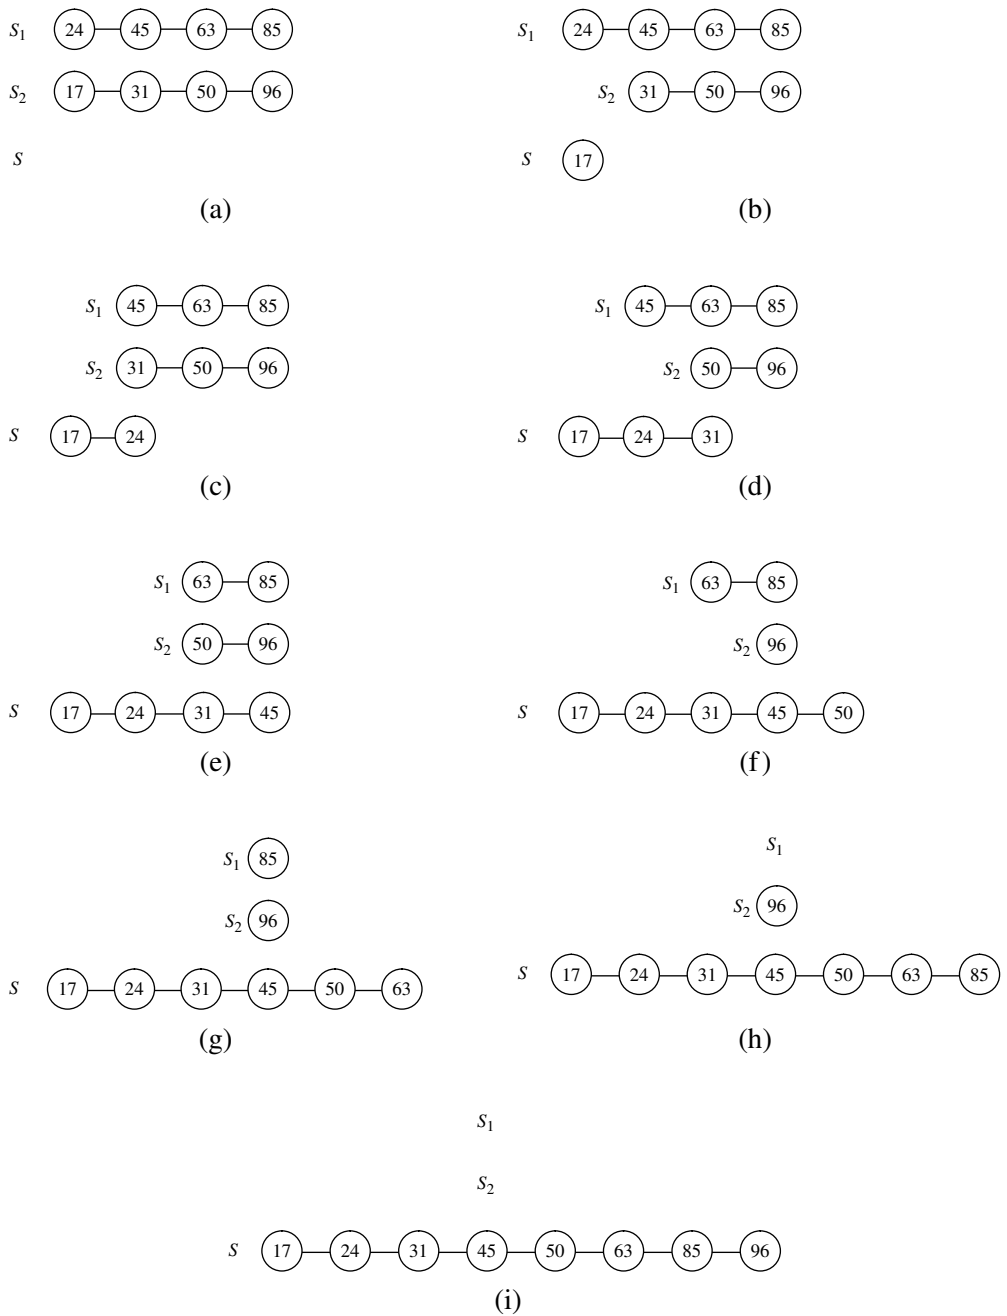 S1 24 45 63 85
S2 17 31 50 96
S
(a)
S1 24 45 63 85
S2 31 50 96
S 17
(b)
S1 45 63 85
S2 31 50 96
S 17 24
(c)
S1 45 63 85
S2 50 96
S 17 24 31
(d)
S1 63 85
S2 50 96
S 17 24 31 45
(e)
S1 63 85
S2 96
S 17 24 31 45 50
(f)
S1 85
S2 96
S 17 24 31 45 50 63
(g)
S1
S2 96
S 17 24 31 45 50 63 85
(h)
S1
S2
S 17 24 31 45 50 63 85 96
(i)